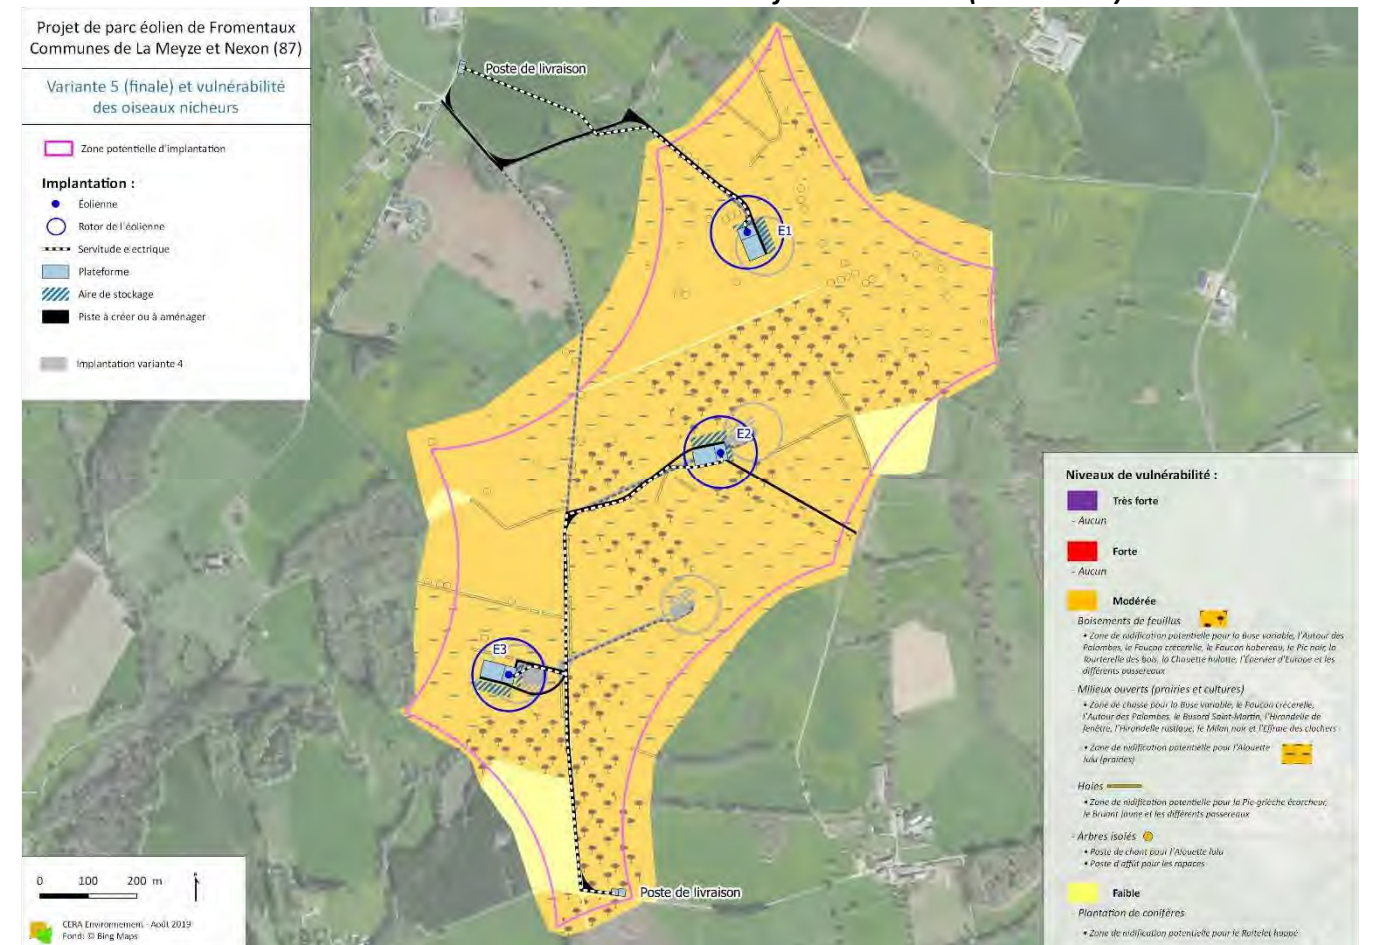 Projet de parc éolien de Fromentaux
Communes de La Meyze et Nexon (87)
Variante 5 (finale) et vulnérabilité
des oiseaux nicheurs
Zone potentielle d'implantation
Implantation :
Éolienne
Rotor de l'éolienne
Servitude electrique
Plateforme
Aire de stockage
Piste à créer ou à aménager
Implantation variante 4
Poste de livraison
E1
E2
E3
Poste de livraison
0 100 200 m
CERA Environnement - Août 2019
Fond: © Bing Maps
Niveaux de vulnérabilité :
Très forte
- Aucun
Forte
- Aucun
Modérée
Boisements de feuillus
• Zone de nidification potentielle pour la Buse variable, l'Autour des
Palombes, le Faucon crécerelle, le Faucon hobereau, le Pic noir, la
Tourterelle des bois, la Chouette hulotte, l'Épervier d'Europe et les
différents passereaux
Milieux ouverts (prairies et cultures)
• Zone de chasse pour la Buse variable, le Faucon crécerelle,
l'Autour des Palombes, le Busard Saint-Martin, l'Hirondelle de
fenêtre, l'Hirondelle rustique, le Milan noir et l'Effraie des clochers
• Zone de nidification potentielle pour l'Alouette
lulu (prairies)
Haies
• Zone de nidification potentielle pour la Pie-grièche écorcheur,
le Bruant jaune et les différents passereaux
- Arbres isolés
• Poste de chant pour l'Alouette lulu
• Poste d'affût pour les rapaces
Faible
- Plantation de conifères
• Zone de nidification potentielle pour le Roitelet huppé